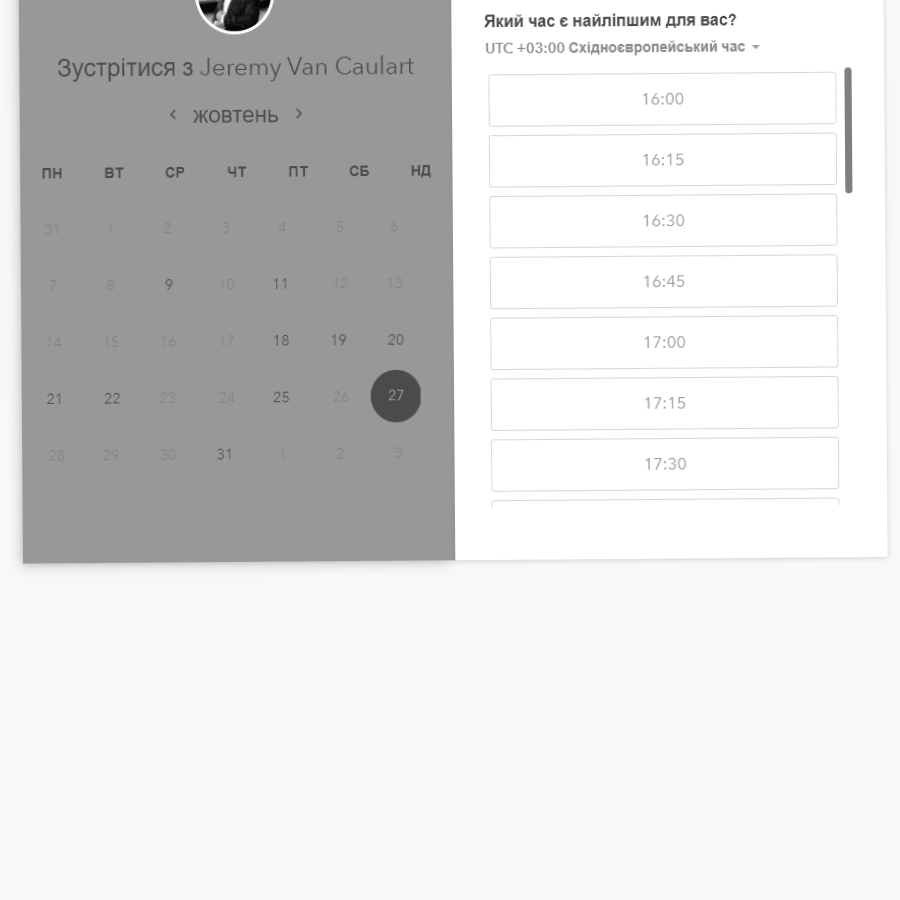 Зустрітися з Jeremy Van Caulart
жовтень
ПН ВТ СР ЧТ ПТ СБ НД
31 1 2 3 4 5 6
7 8 9 10 11 12 13
14 15 16 17 18 19 20
21 22 23 24 25 26 27
28 29 30 31 1 2 3
Який час є найліпшим для вас?
UTC +03:00 Східноєвропейський час
16:00
16:15
16:30
16:45
17:00
17:15
17:30